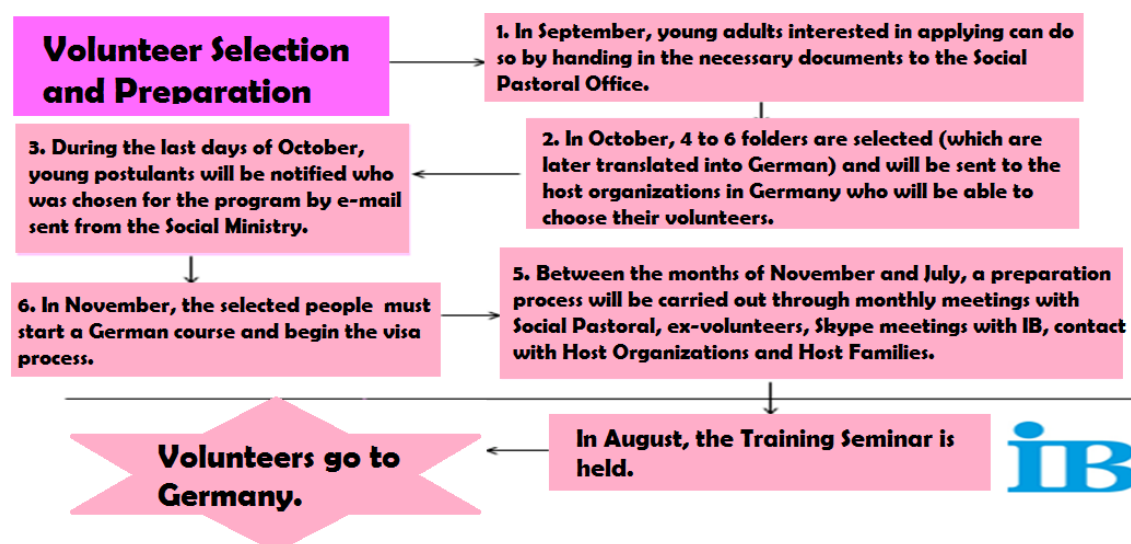 Volunteer Selection
and Preparation
1. In September, young adults interested in applying can do
so by handing in the necessary documents to the Social
Pastoral Office.
2. In October, 4 to 6 folders are selected (which are
later translated into German) and will be sent to the
host organizations in Germany who will be able to
choose their volunteers.
3. During the last days of October,
young postulants will be notified who
was chosen for the program by e-mail
sent from the Social Ministry.
6. In November, the selected people must
start a German course and begin the visa
process.
5. Between the months of November and July, a preparation
process will be carried out through monthly meetings with
Social Pastoral, ex-volunteers, Skype meetings with IB, contact
with Host Organizations and Host Families.
In August, the Training Seminar is
held.
Volunteers go to
Germany.
iB